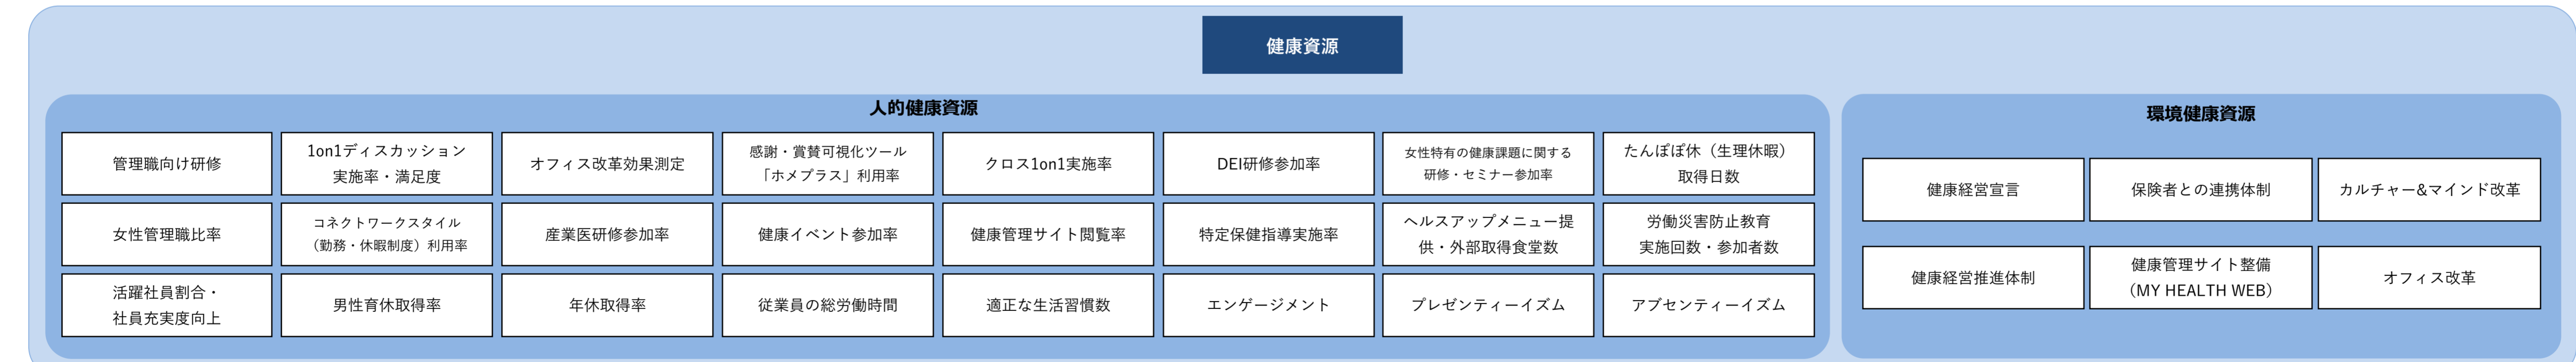 健康資源
人的健康資源
管理職向け研修
1on1ディスカッション
実施率・満足度
オフィス改革効果測定
感謝・賞賛可視化ツール
「ホメプラス」利用率
クロス1on1実施率
DEI研修参加率
女性特有の健康課題に関する
研修・セミナー参加率
たんぽぽ休（生理休暇）
取得日数
女性管理職比率
コネクトワークスタイル
（勤務・休暇制度）利用率
産業医研修参加率
健康イベント参加率
健康管理サイト閲覧率
特定保健指導実施率
ヘルスアップメニュー提
供・外部取得食堂数
労働災害防止教育
実施回数・参加者数
活躍社員割合・
社員充実度向上
男性育休取得率
年休取得率
従業員の総労働時間
適正な生活習慣数
エンゲージメント
プレゼンティーイズム
アブセンティーイズム
環境健康資源
健康経営宣言
保険者との連携体制
カルチャー&マインド改革
健康経営推進体制
健康管理サイト整備
（MY HEALTH WEB）
オフィス改革